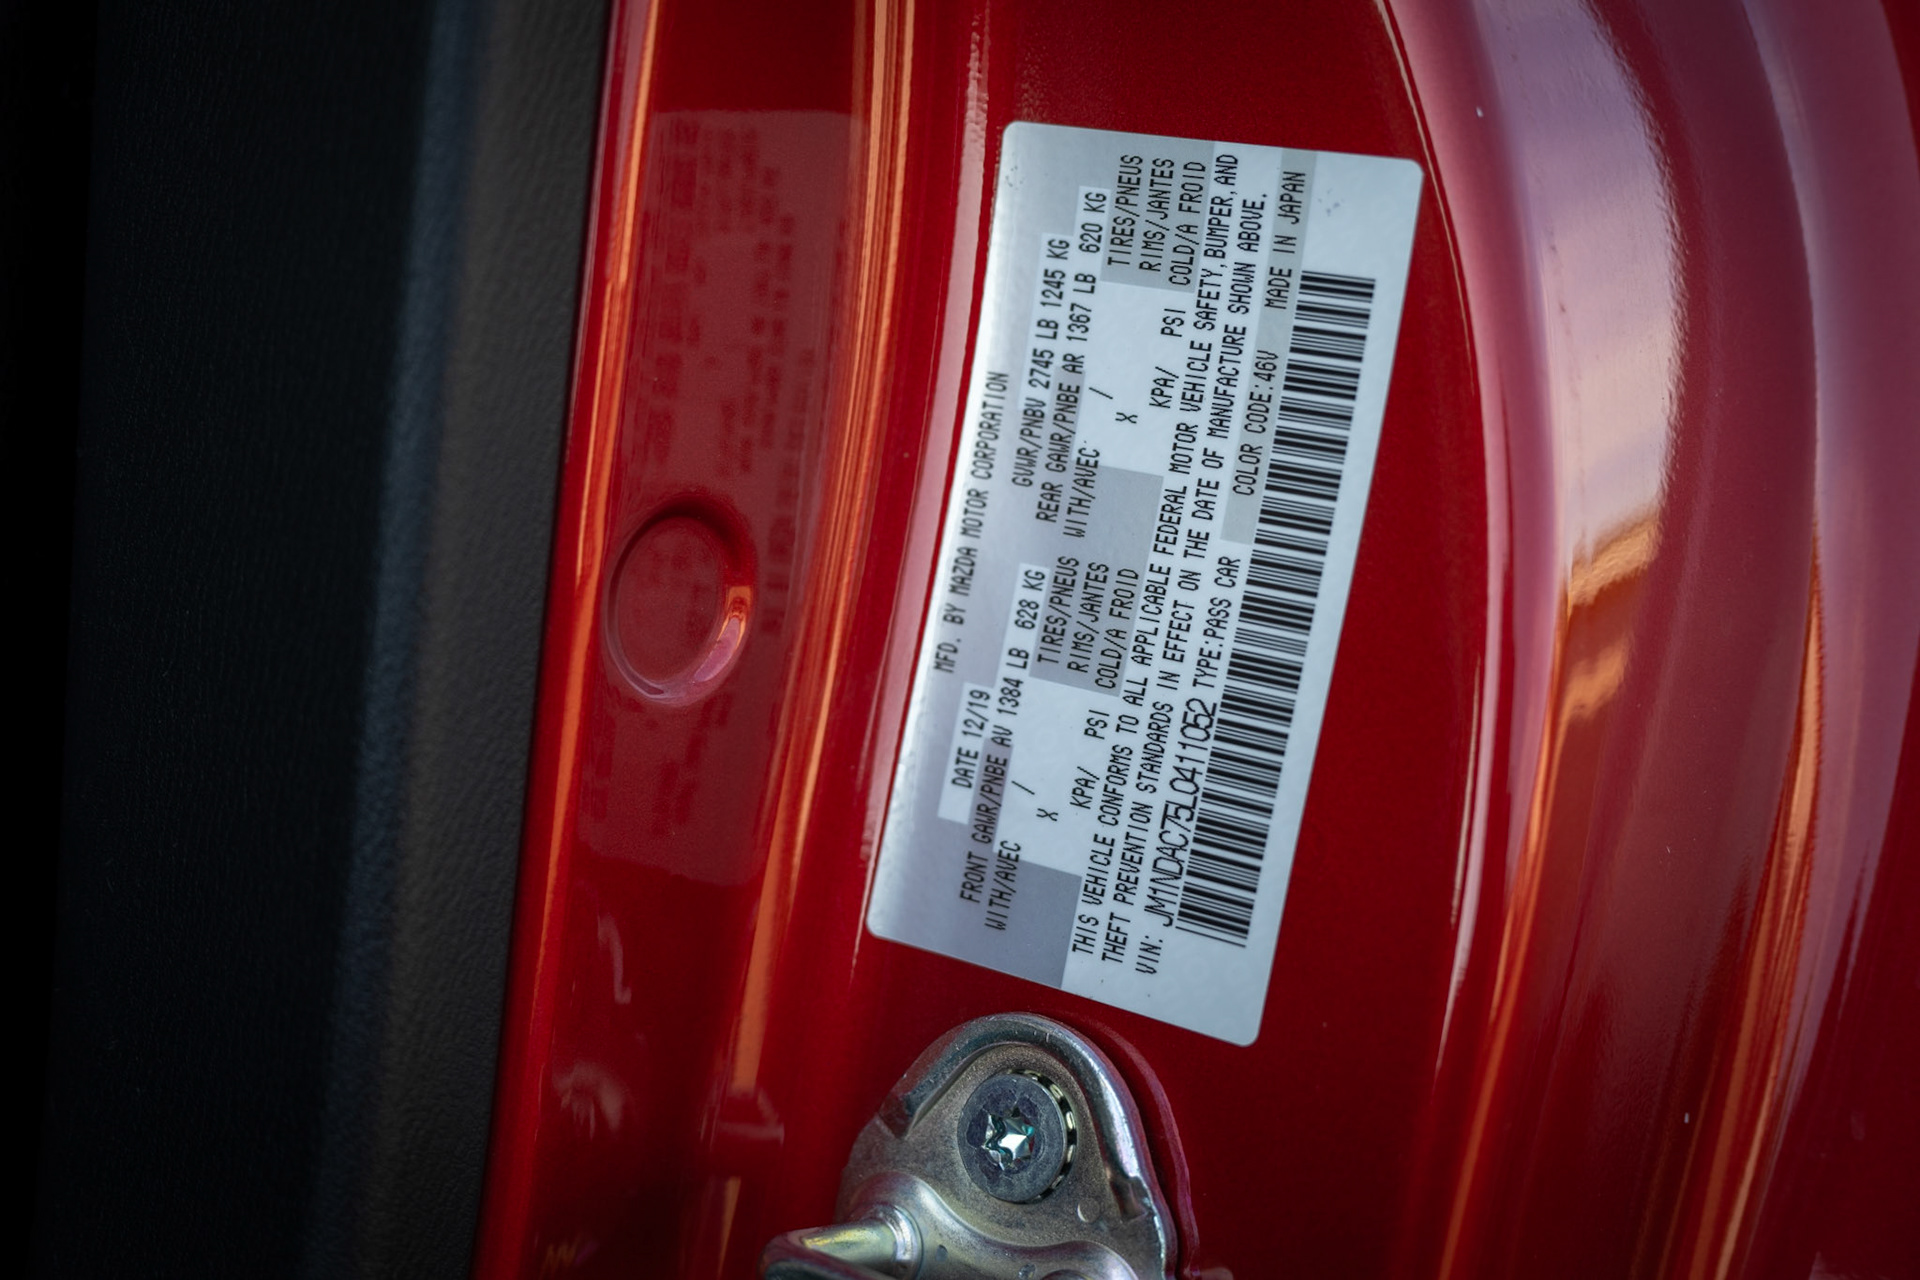 MFD. BY MAZDA MOTOR CORPORATION
DATE 12/19 GVWR/PNBV 2745 LB 1245 KG
FRONT GAWR/PNBE AV 1384 LB 628 KG REAR GAWR/PNBE AR 1367 LB 620 KG
WITH/AVEC TIRES/PNEUS WITH/AVEC TIRES/PNEUS
X / RIMS/JANTES X / RIMS/JANTES
KPA/ PSI COLD/A FROID KPA/ PSI COLD/A FROID
THIS VEHICLE CONFORMS TO ALL APPLICABLE FEDERAL MOTOR VEHICLE SAFETY,BUMPER,AND
THEFT PREVENTION STANDARDS IN EFFECT ON THE DATE OF MANUFACTURE SHOWN ABOVE.
VIN: JM1NDAC75L0411052 TYPE:PASS CAR COLOR CODE:46V MADE IN JAPAN